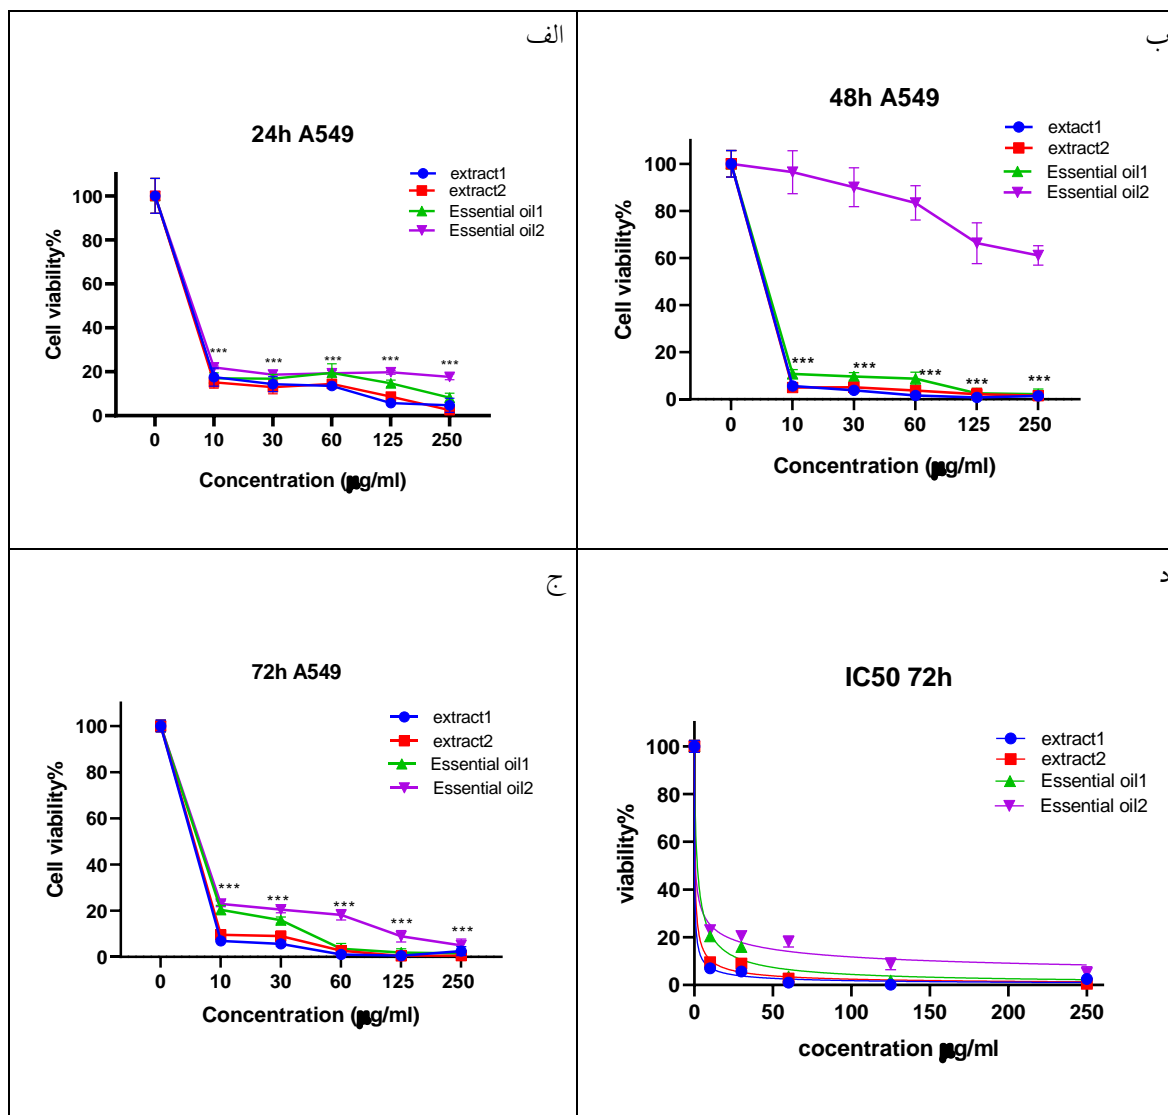 الف
24h A549
extract1
extract2
Essential oil1
Essential oil2
Cell viability%
100
80
60
40
20
0
*** *** *** *** ***
0 10 30 60 125 250
Concentration (µg/ml)
ب
48h A549
extact1
extract2
Essential oil1
Essential oil2
Cell viability%
100
80
60
40
20
0
*** *** *** *** ***
0 10 30 60 125 250
Concentration (µg/ml)
ج
72h A549
extract1
extract2
Essential oil1
Essential oil2
Cell viability%
100
80
60
40
20
0
*** *** *** *** ***
0 10 30 60 125 250
Concentration (µg/ml)
د
IC50 72h
extract1
extract2
Essential oil1
Essential oil2
viability%
100
80
60
40
20
0
0 50 100 150 200 250
cocentration µg/ml